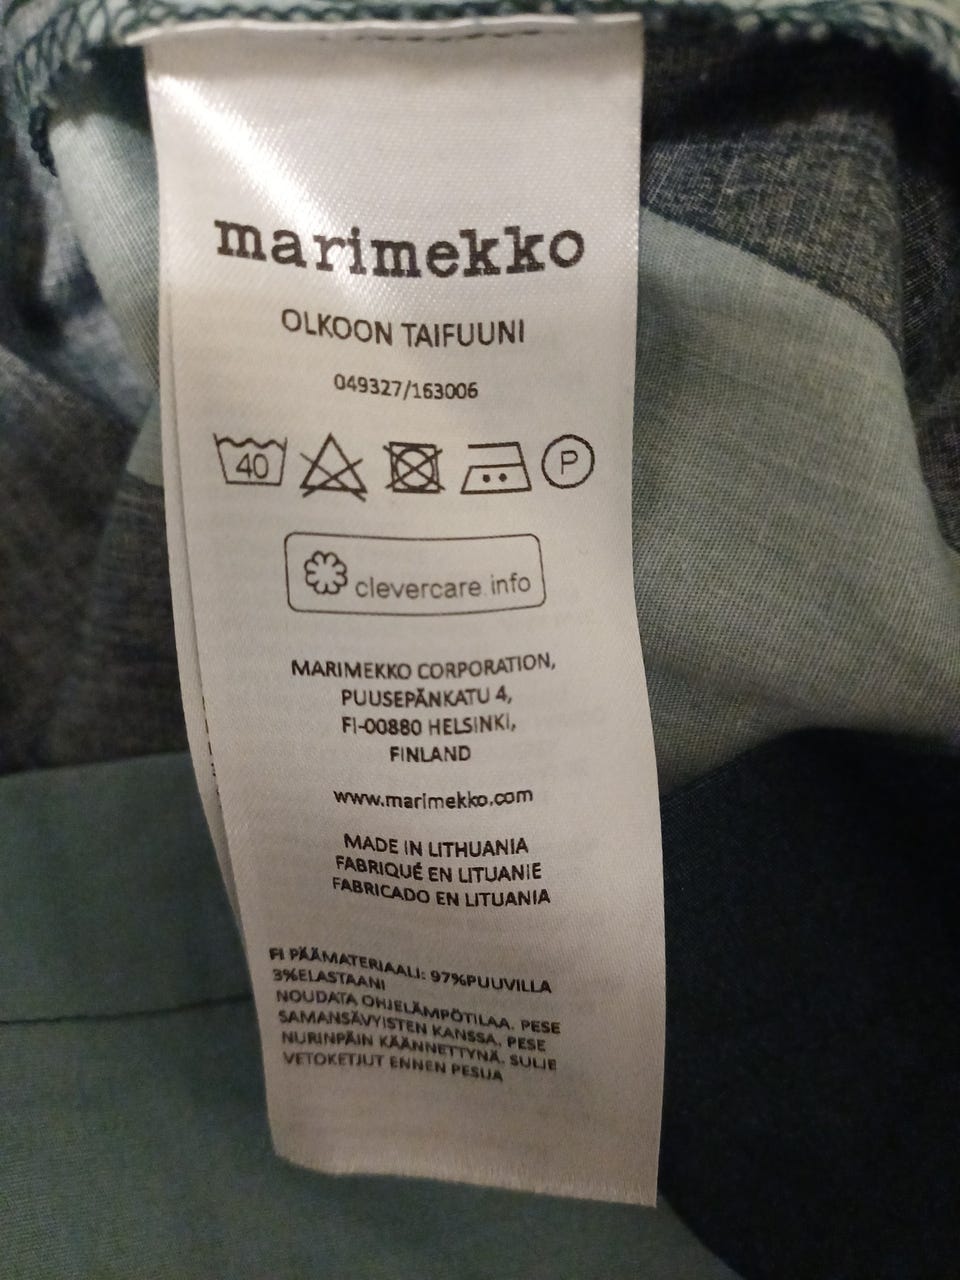 marimekko
OLKOON TAIFUUNI
049327/163006
40 P
clevercare.info
MARIMEKKO CORPORATION,
PUUSEPÄNKATU 4,
FI-00880 HELSINKI,
FINLAND
www.marimekko.com
MADE IN LITHUANIA
FABRIQUÉ EN LITUANIE
FABRICADO EN LITUANIA
FI PÄÄMATERIAALI: 97%PUUVILLA
3%ELASTAANI
NOUDATA OHJELÄMPÖTILAA. PESE
SAMANSÄVYISTEN KANSSA. PESE
NURINPÄIN KÄÄNNETTYNÄ. SULJE
VETOKETJUT ENNEN PESUA